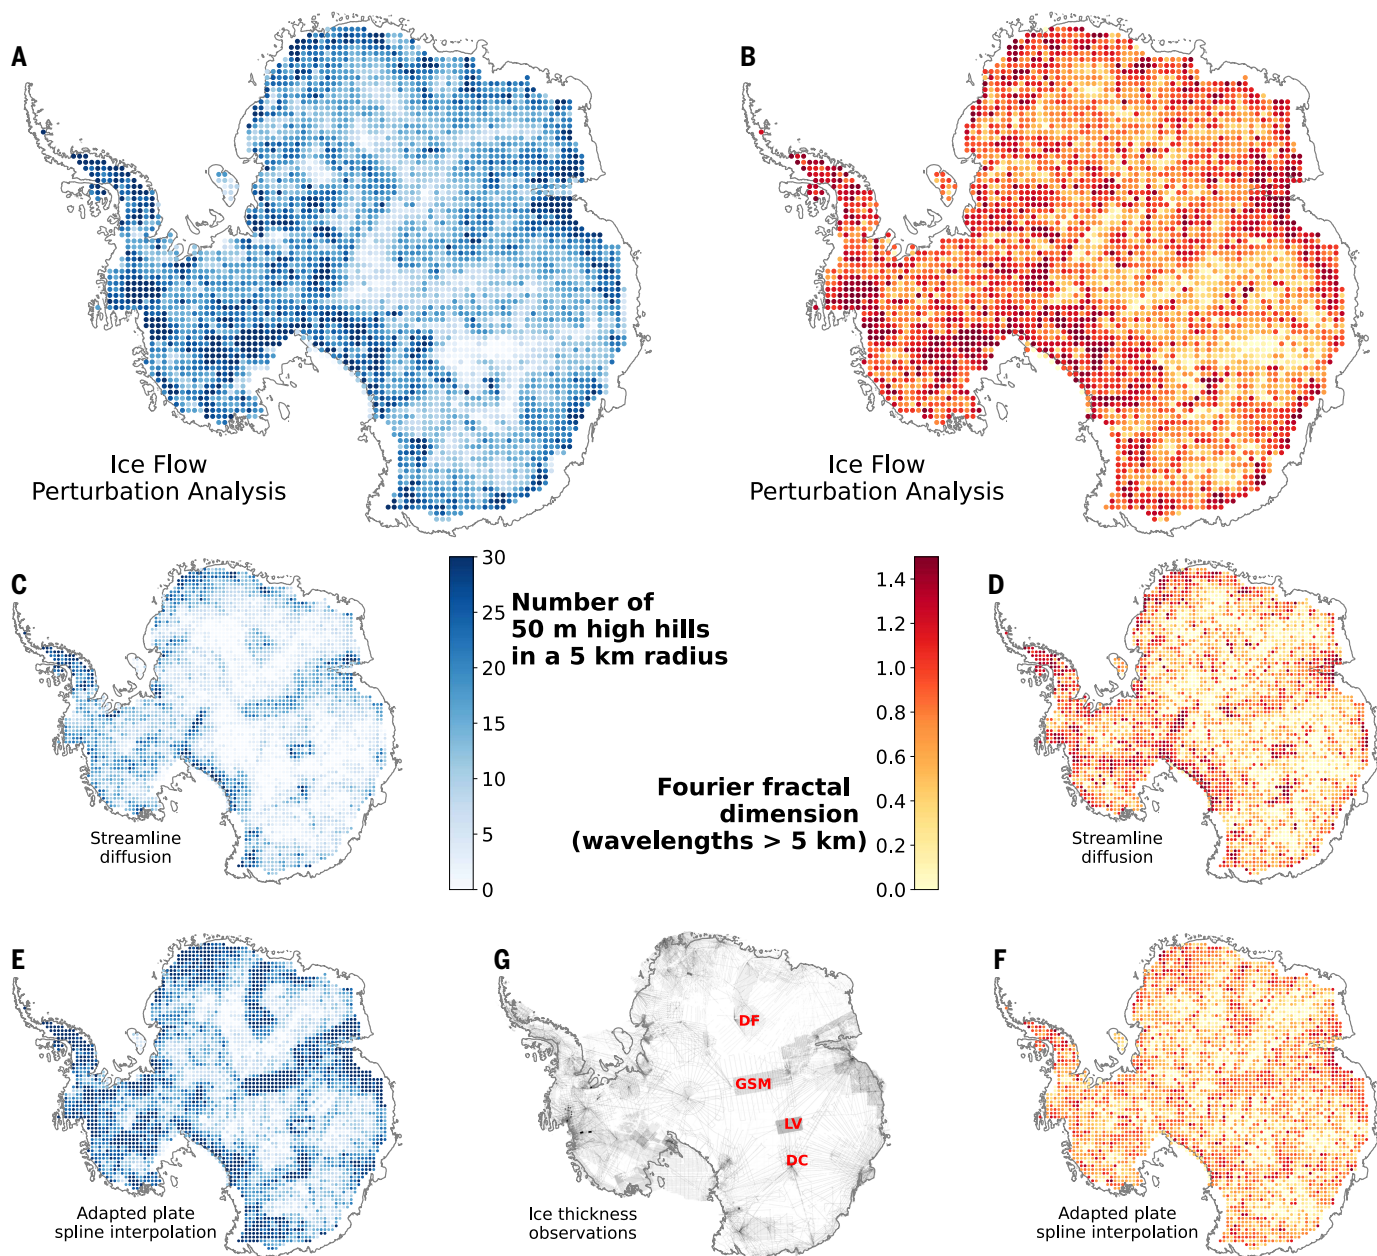 A
B
Ice Flow
Perturbation Analysis
Ice Flow
Perturbation Analysis
C
30
25
20
15
10
5
0
Number of
50 m high hills
in a 5 km radius
1.4
1.2
1.0
0.8
0.6
0.4
0.2
0.0
Fourier fractal
dimension
(wavelengths > 5 km)
D
Streamline
diffusion
Streamline
diffusion
E
G
F
DF
GSM
LV
DC
Adapted plate
spline interpolation
Ice thickness
observations
Adapted plate
spline interpolation